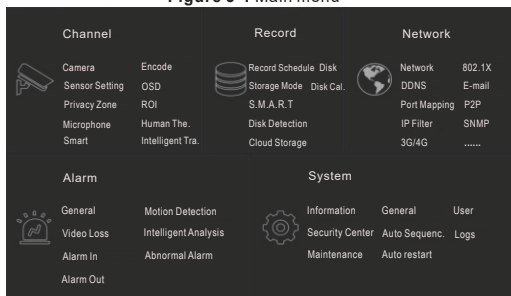 Figure 3-1 Main menu
Channel
Camera Encode
Sensor Setting OSD
Privacy Zone ROI
Microphone Human The.
Smart Intelligent Tra.
Record
Record Schedule Disk
Storage Mode Disk Cal.
S.M.A.R.T
Disk Detection
Cloud Storage
Network
Network 802.1X
DDNS E-mail
Port Mapping P2P
IP Filter SNMP
3G/4G ......
Alarm
General Motion Detection
Video Loss Intelligent Analysis
Alarm In Abnormal Alarm
Alarm Out
System
Information General User
Security Center Auto Sequenc. Logs
Maintenance Auto restart